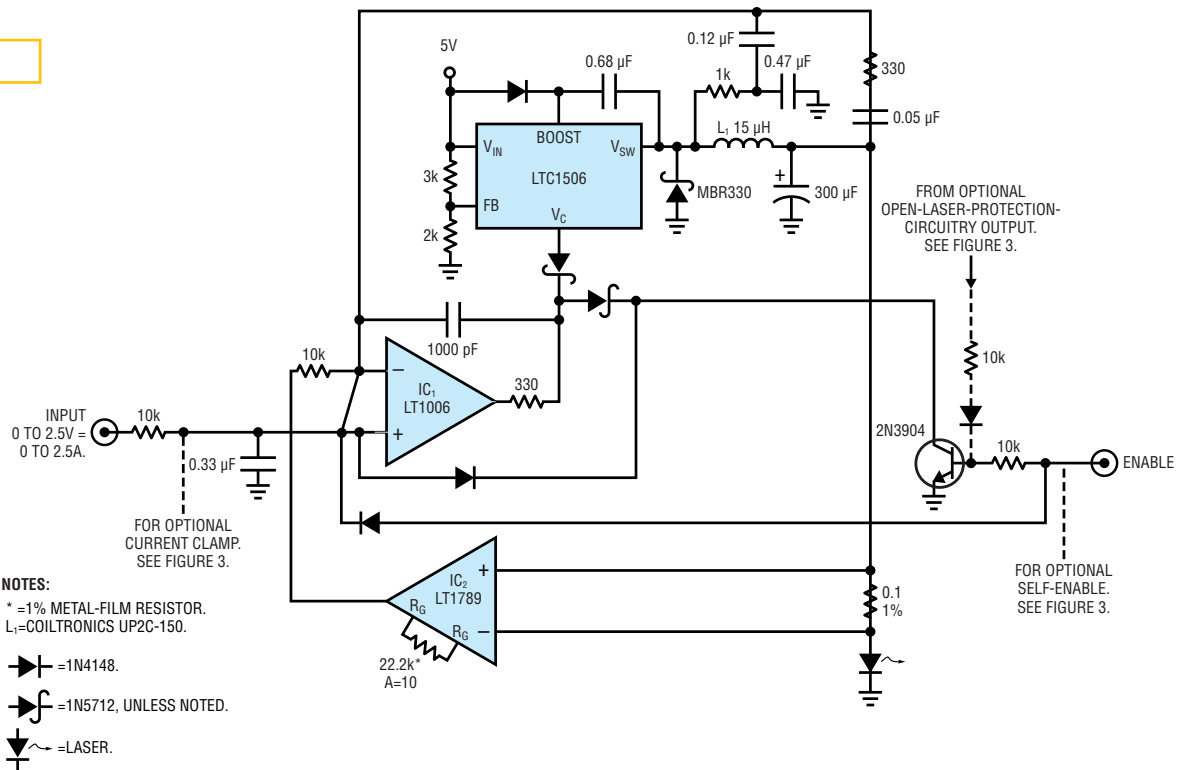 5V
0.12 µF
0.68 µF
0.47 µF
1k
330
0.05 µF
L₁ 15 µH
BOOST
V_IN
V_SW
LTC1506
3k
FB
V_C
2k
MBR330
+
300 µF
FROM OPTIONAL
OPEN-LASER-PROTECTION-
CIRCUITRY OUTPUT.
SEE FIGURE 3.
1000 pF
10k
10k
–
IC₁
LT1006
+
330
INPUT
0 TO 2.5V =
0 TO 2.5A.
10k
0.33 µF
2N3904
10k
ENABLE
FOR OPTIONAL
CURRENT CLAMP.
SEE FIGURE 3.
FOR OPTIONAL
SELF-ENABLE.
SEE FIGURE 3.
+
IC₂
LT1789
R_G
R_G
–
22.2k*
A=10
0.1
1%
NOTES:
* =1% METAL-FILM RESISTOR.
L₁=COILTRONICS UP2C-150.
=1N4148.
=1N5712, UNLESS NOTED.
=LASER.